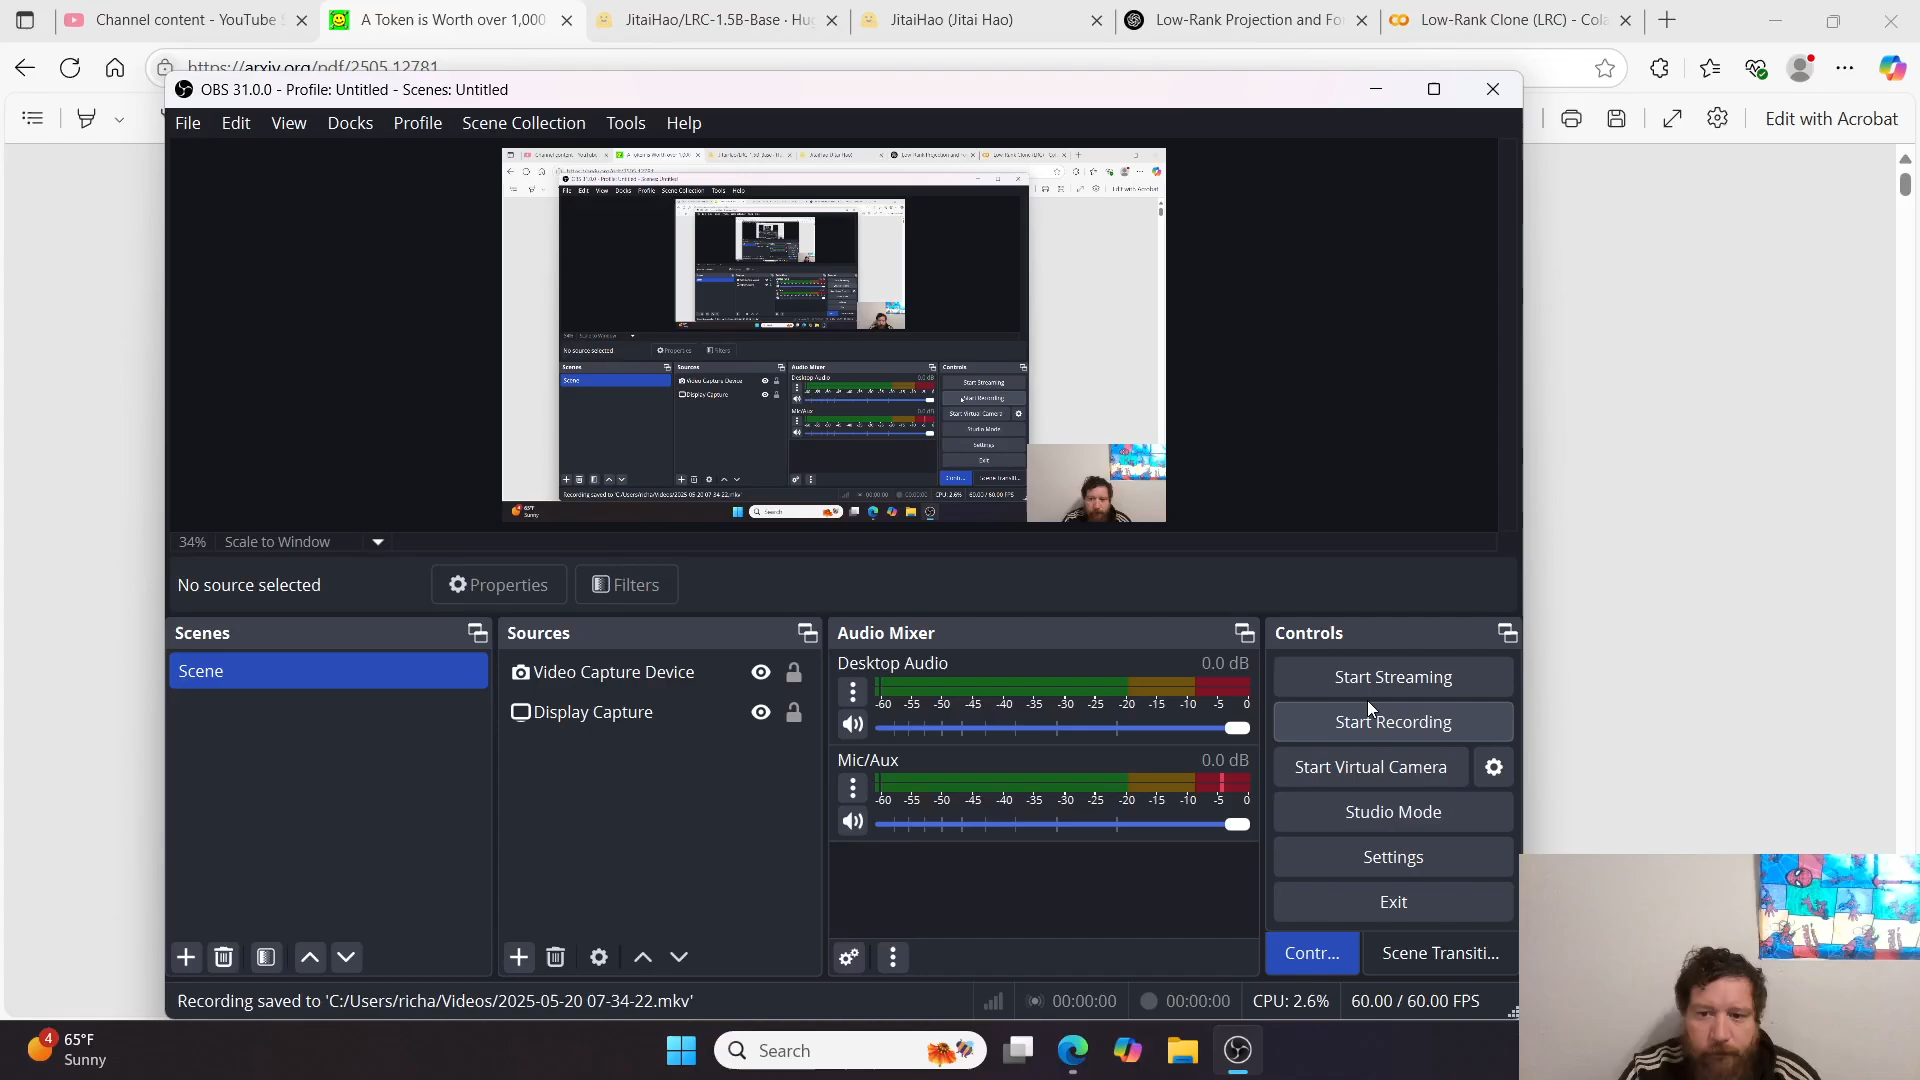 Channel content - YouTube S
A Token is Worth over 1,000
JitaiHao/LRC-1.5B-Base · Hug
JitaiHao (Jitai Hao)
Low-Rank Projection and Fo
Low-Rank Clone (LRC) - Cola
https://arxiv.org/pdf/2505.12781
Edit with Acrobat
OBS 31.0.0 - Profile: Untitled - Scenes: Untitled
File Edit View Docks Profile Scene Collection Tools Help
34% Scale to Window
No source selected
Properties
Filters
Scenes
Scene
Sources
Video Capture Device
Display Capture
Audio Mixer
Desktop Audio 0.0 dB
-60 -55 -50 -45 -40 -35 -30 -25 -20 -15 -10 -5 0
Mic/Aux 0.0 dB
-60 -55 -50 -45 -40 -35 -30 -25 -20 -15 -10 -5 0
Controls
Start Streaming
Start Recording
Start Virtual Camera
Studio Mode
Settings
Exit
Contr...
Scene Transiti...
Recording saved to 'C:/Users/richa/Videos/2025-05-20 07-34-22.mkv'
00:00:00
00:00:00
CPU: 2.6%
60.00 / 60.00 FPS
4
65°F
Sunny
Search